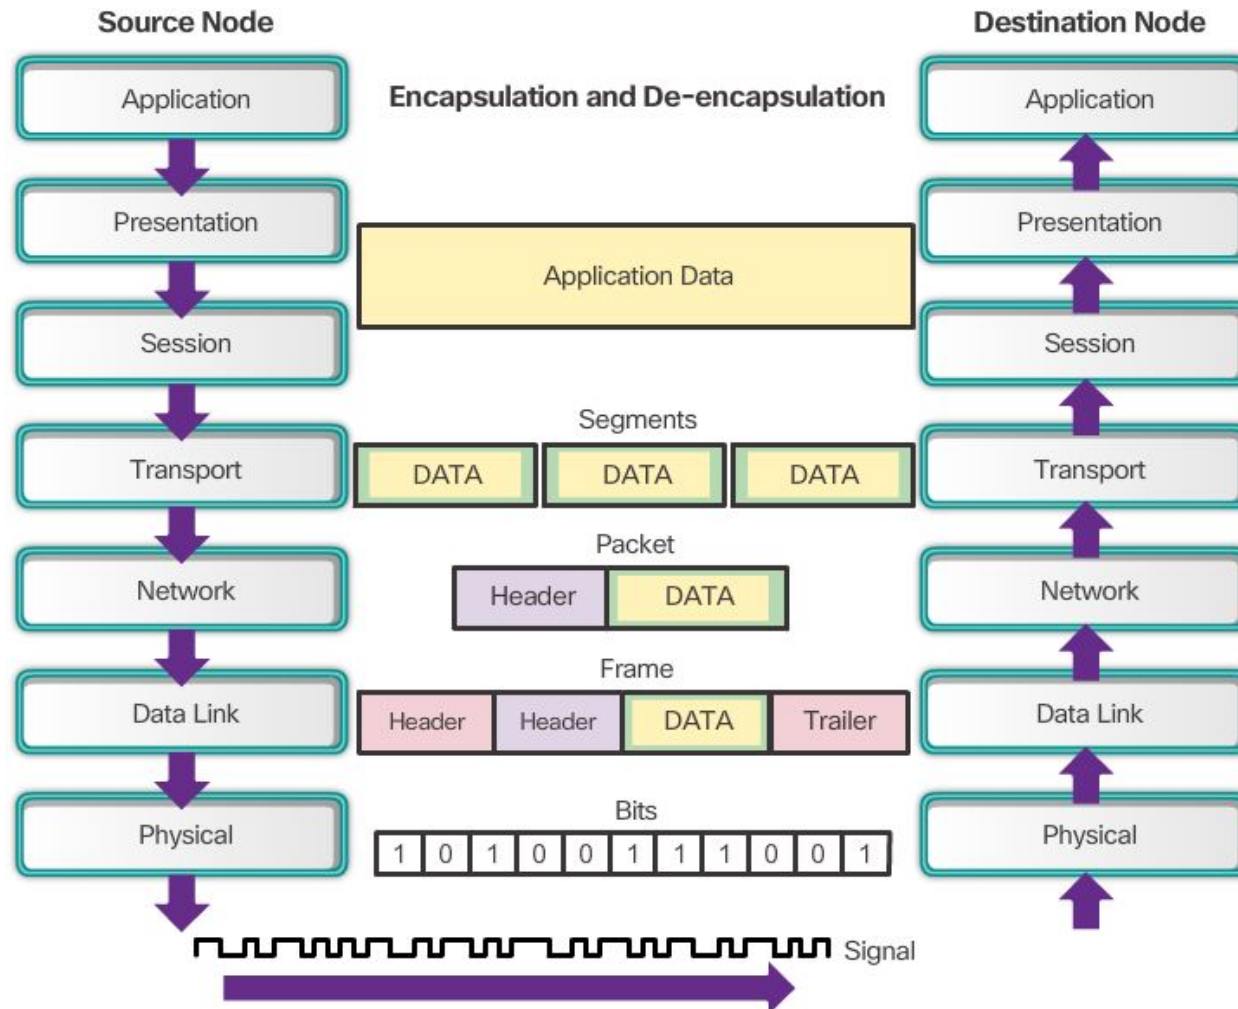 Source Node
Destination Node
Application
Encapsulation and De-encapsulation
Application
Presentation
Application Data
Presentation
Session
Session
Segments
Transport
DATA DATA DATA
Transport
Packet
Network
Header DATA
Network
Frame
Data Link
Header Header DATA Trailer
Data Link
Bits
Physical
1 0 1 0 0 1 1 1 0 0 1
Physical
Signal